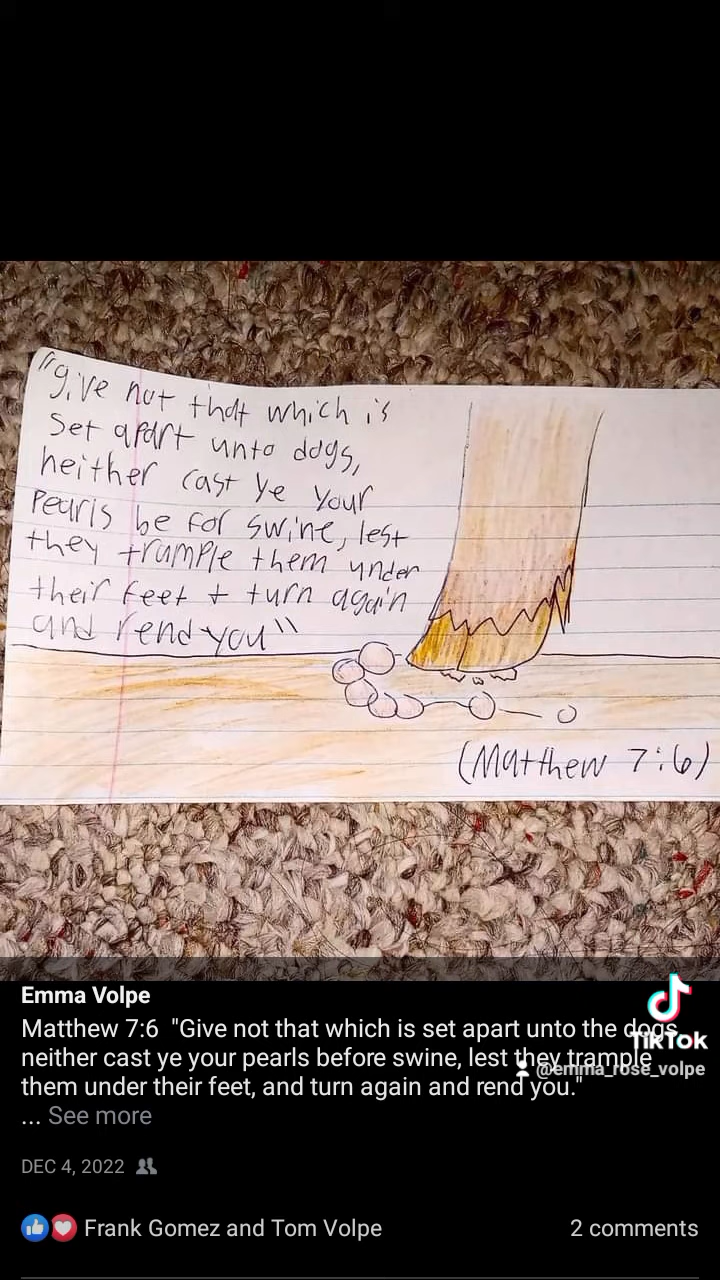 "give not that which is
set apart unto dogs,
neither cast ye your
pearls be for swine, lest
they trample them under
their feet + turn again
and rend you"
(Matthew 7:6)
Emma Volpe
Matthew 7:6 "Give not that which is set apart unto the dogs,
neither cast ye your pearls before swine, lest they trample
them under their feet, and turn again and rend you."
... See more
TikTok
@emma_rose_volpe
DEC 4, 2022
Frank Gomez and Tom Volpe
2 comments